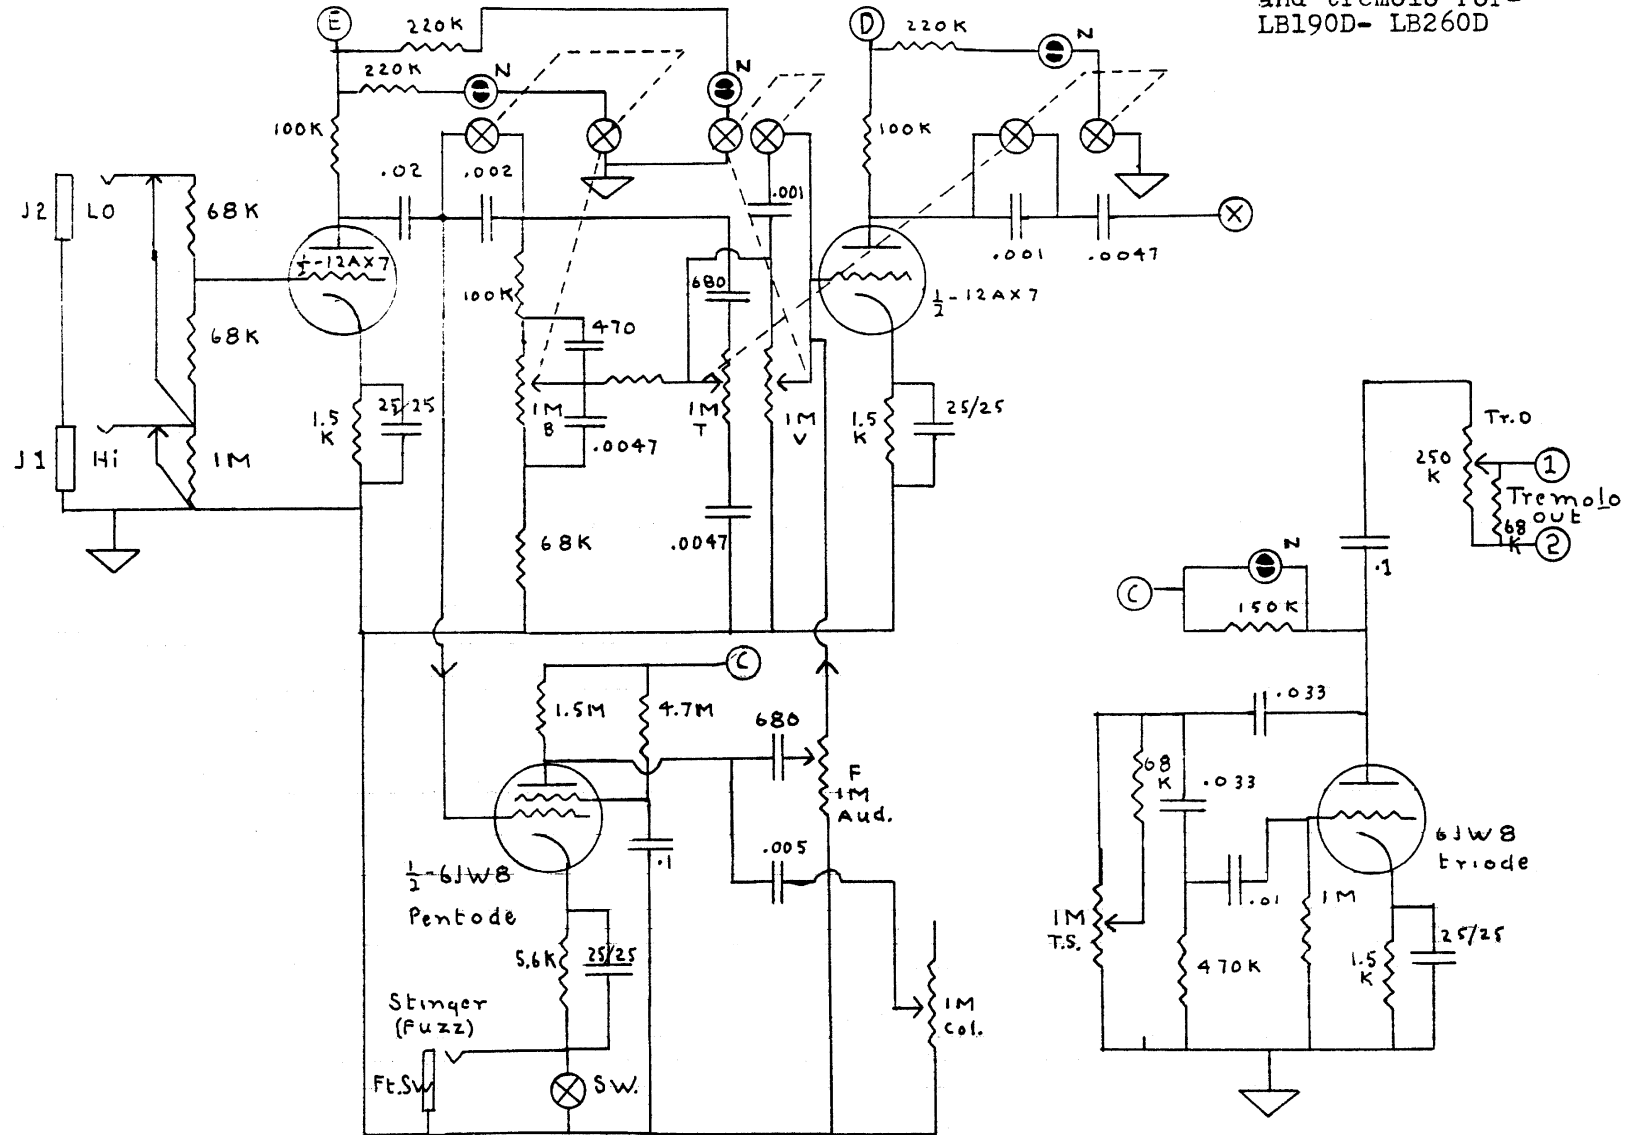 and tremolo for-
LB190D- LB260D
E
220K
N
220K
N
D
220K
N
100K
.02
.002
.001
100K
J2
LO
68K
½-12AX7
100K
680
½-12AX7
.001
.0047
X
68K
470
1M
B
.0047
1M
T
1M
V
1.5
K
25/25
1.5
K
25/25
J1
Hi
1M
68K
.0047
Tr.D
250
K
1
Tremolo
out
68
K
2
.1
N
C
150K
C
1.5M
4.7M
680
F
1M
Aud.
.005
.1
½-6JW8
Pentode
5.6K
25/25
Stinger
(Fuzz)
Ft.SW
SW.
1M
Col.
.033
68
K
.033
6JW8
triode
.01
1M
1M
T.S.
470K
1.5
K
25/25